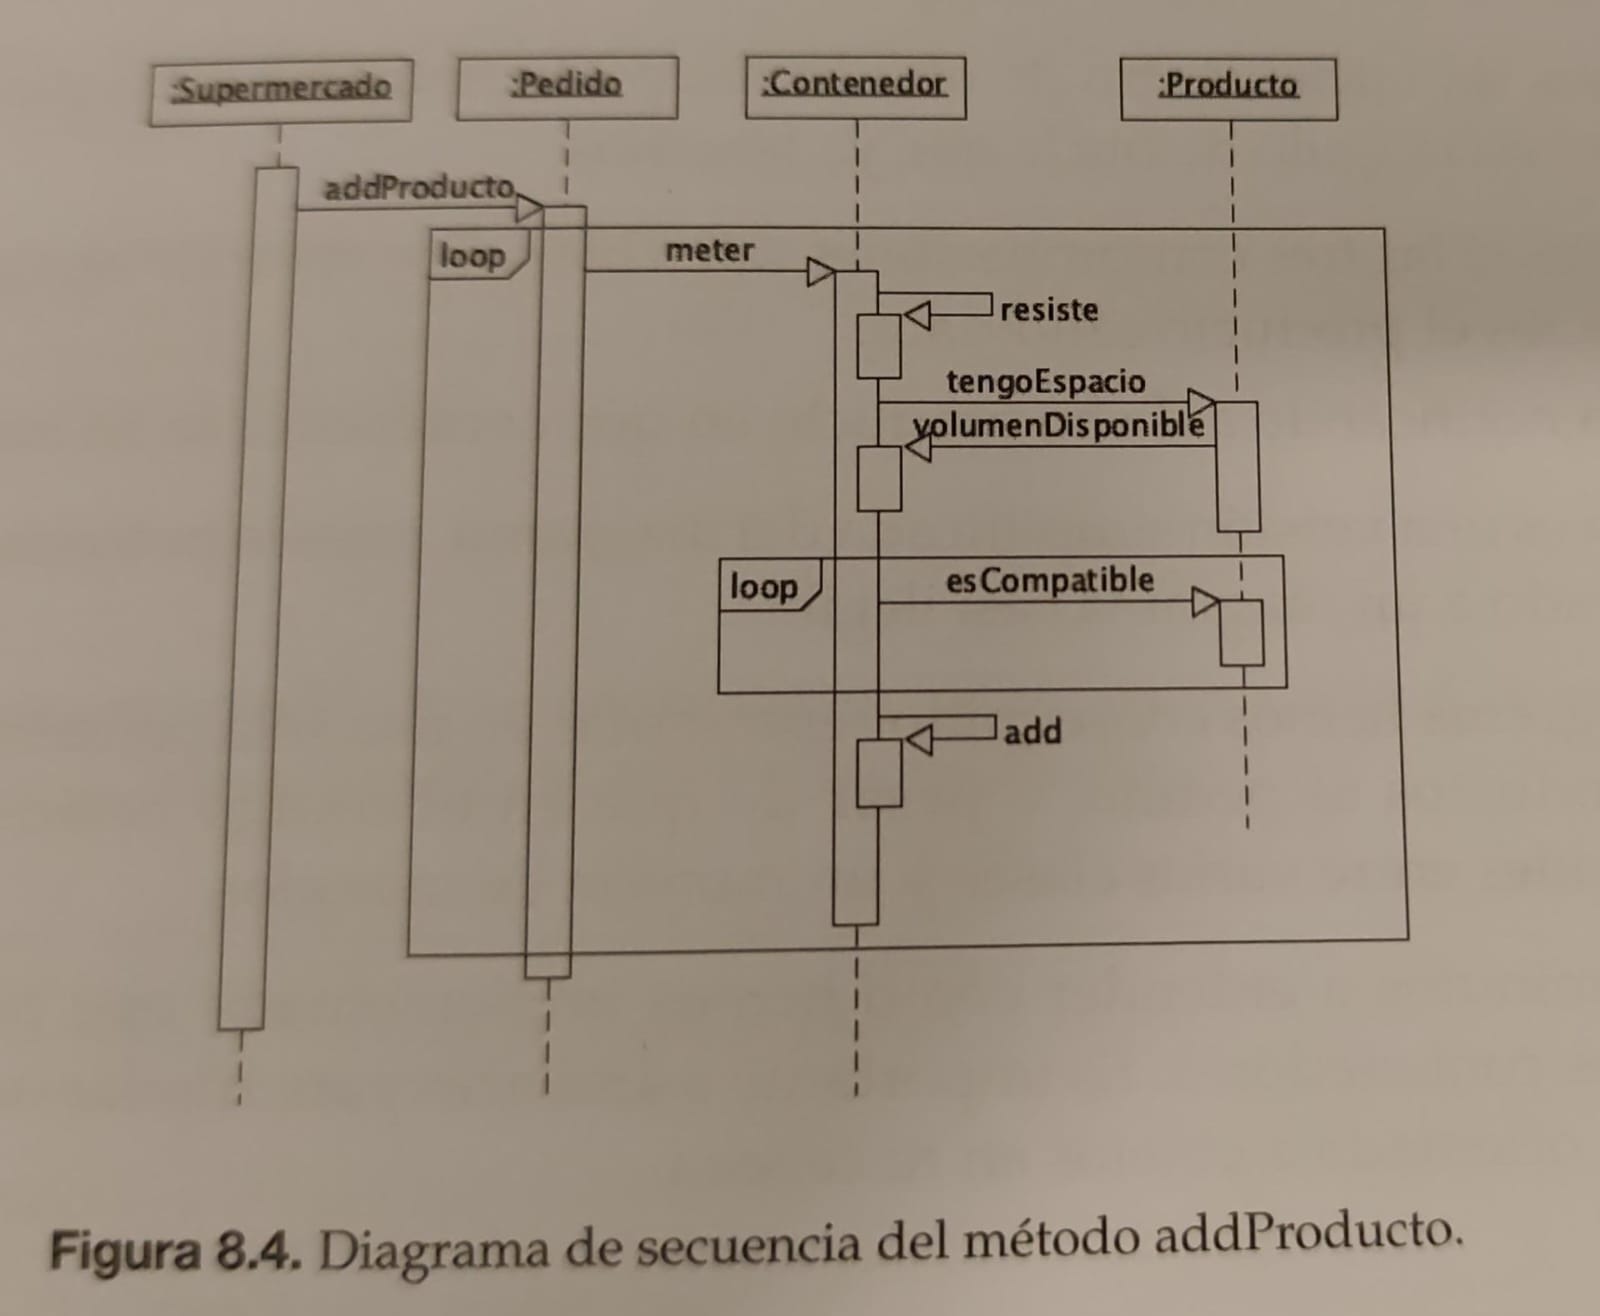 :Supermercado
:Pedido
:Contenedor
:Producto
addProducto
loop
meter
resiste
tengoEspacio
volumenDisponible
loop
esCompatible
add
Figura 8.4. Diagrama de secuencia del método addProducto.